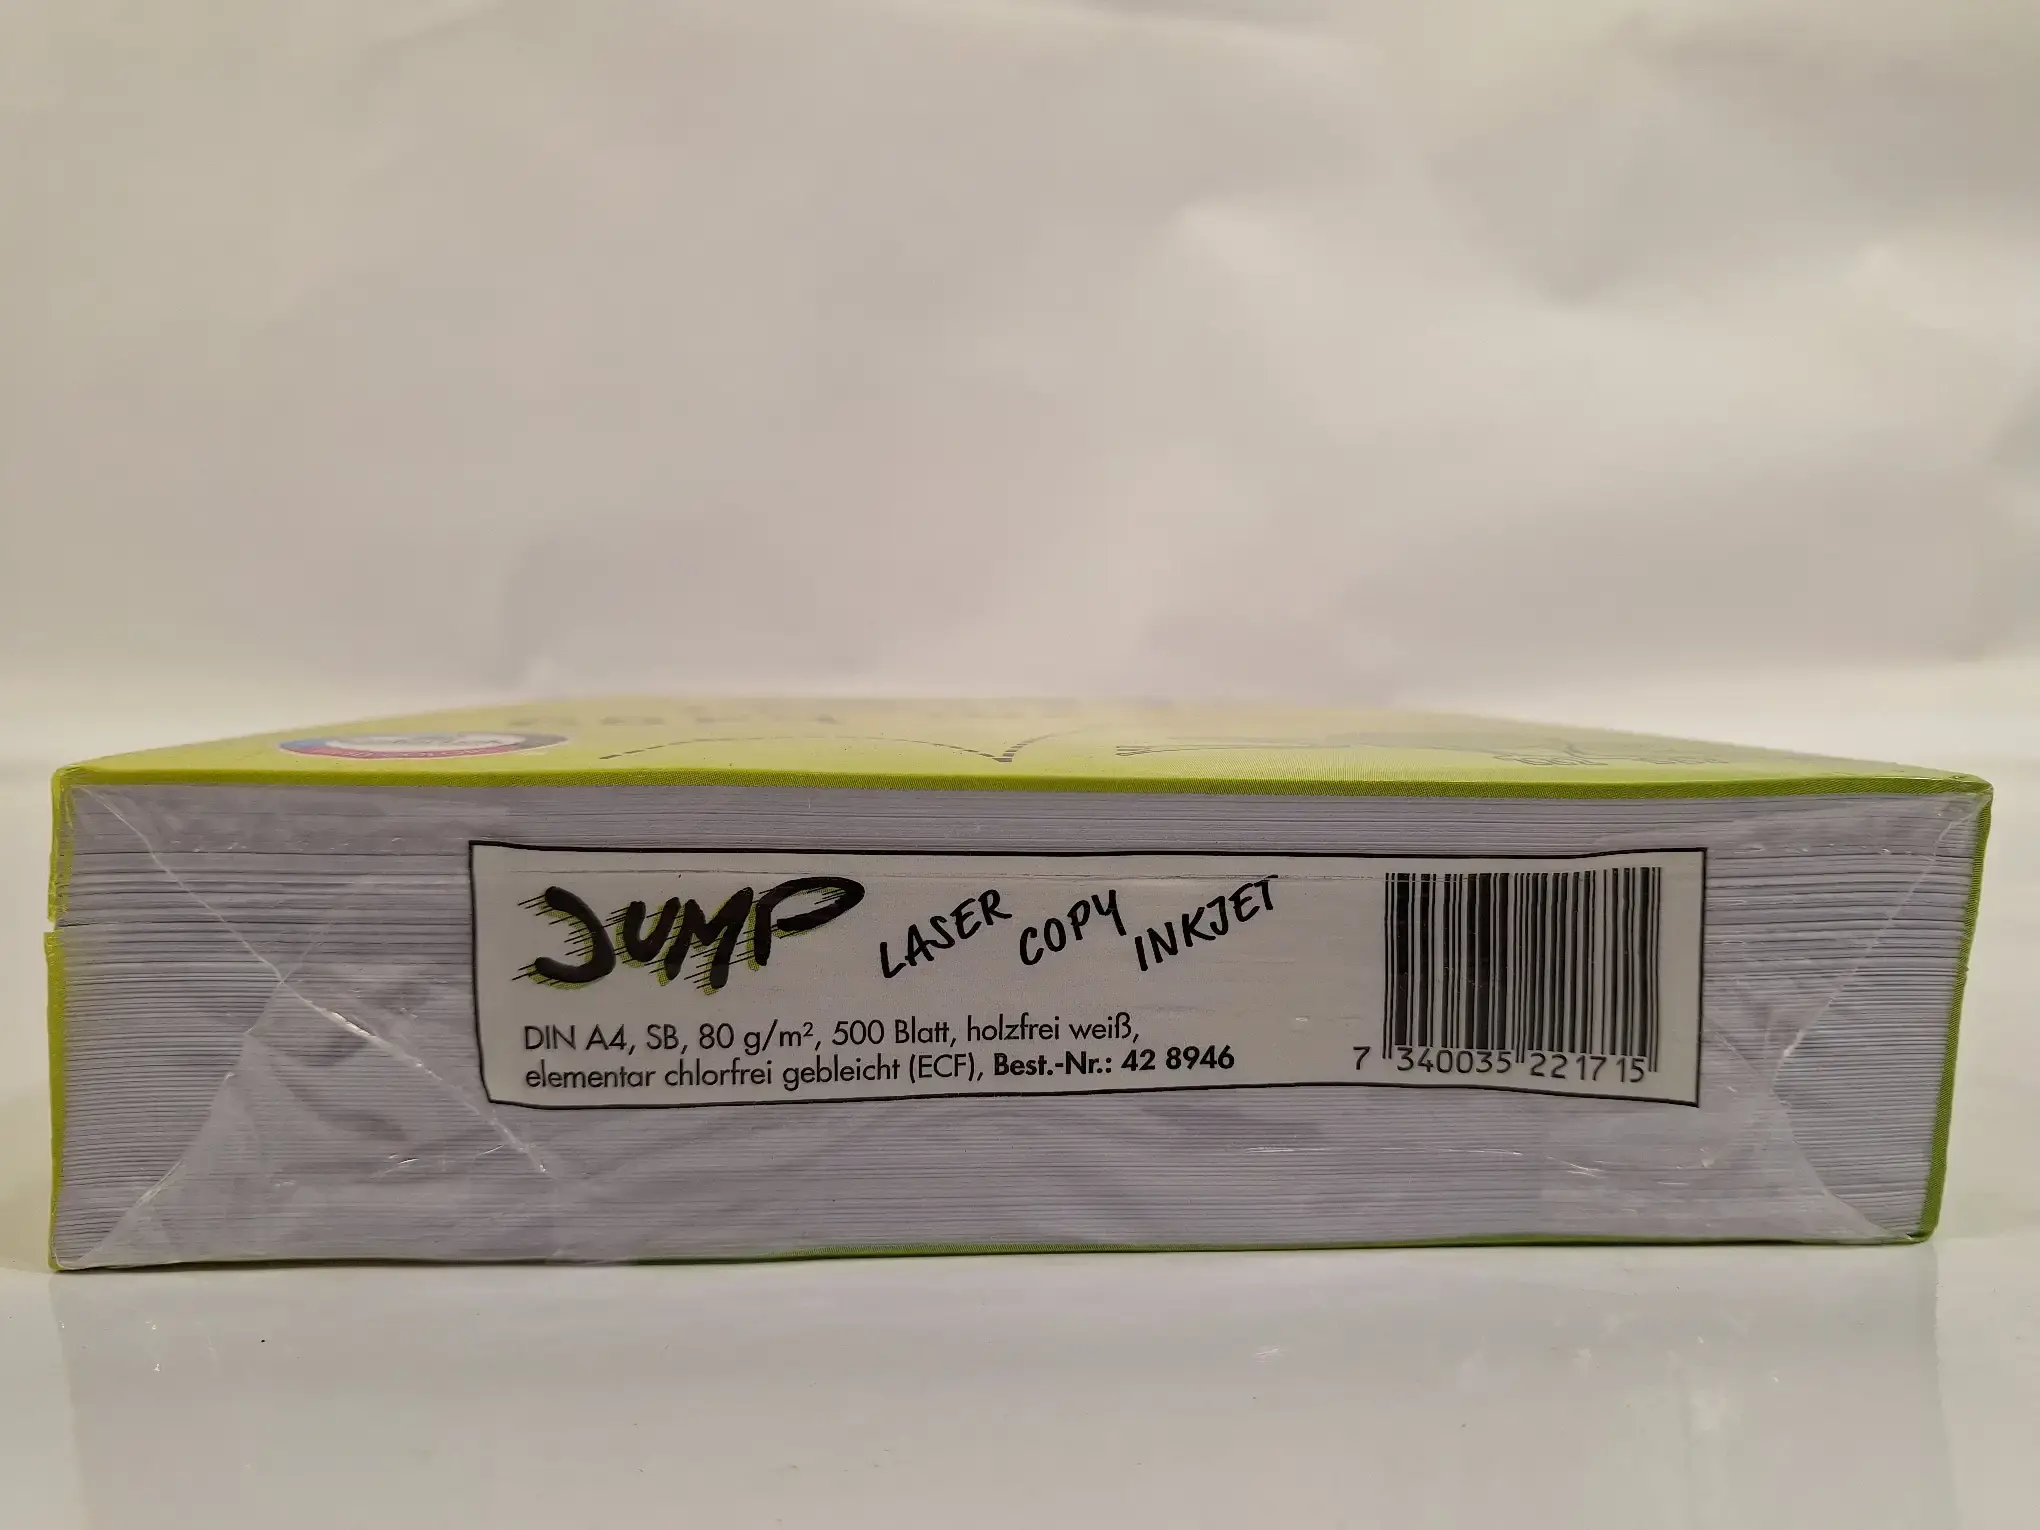 JUMP LASER COPY INKJET
DIN A4, SB, 80 g/m², 500 Blatt, holzfrei weiß,
elementar chlorfrei gebleicht (ECF), Best.-Nr.: 42 8946
7 340035 221715